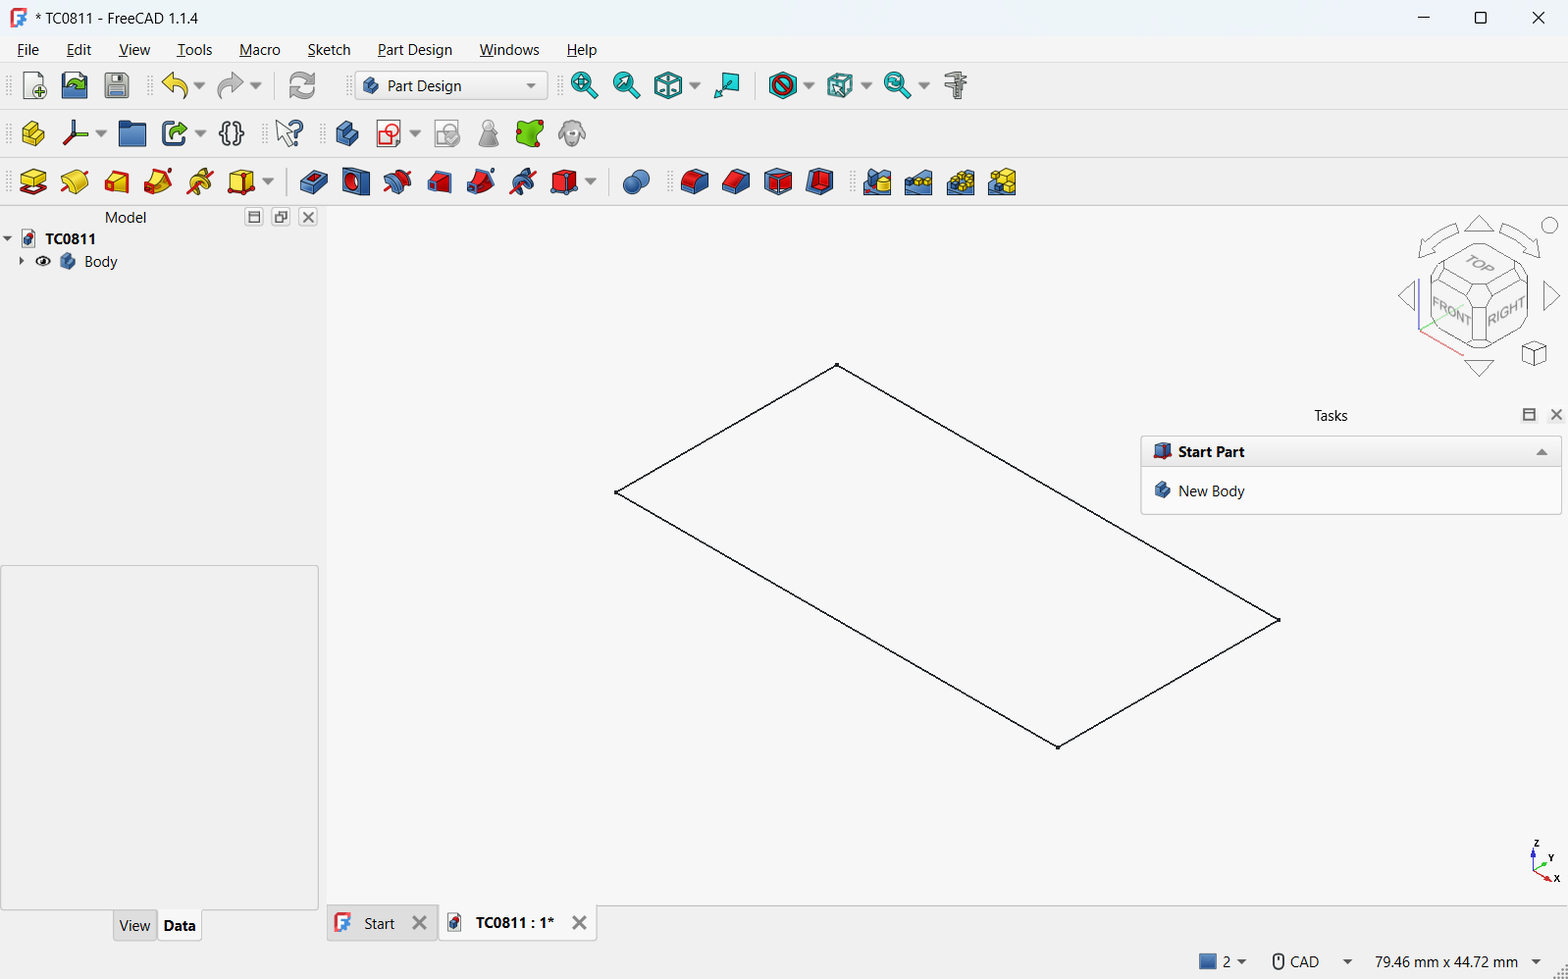 * TC0811 - FreeCAD 1.1.4
File Edit View Tools Macro Sketch Part Design Windows Help
Part Design
Model
TC0811
Body
TOP
FRONT
RIGHT
Tasks
Start Part
New Body
Z
Y
X
View Data
Start
TC0811 : 1*
2
CAD
79.46 mm x 44.72 mm